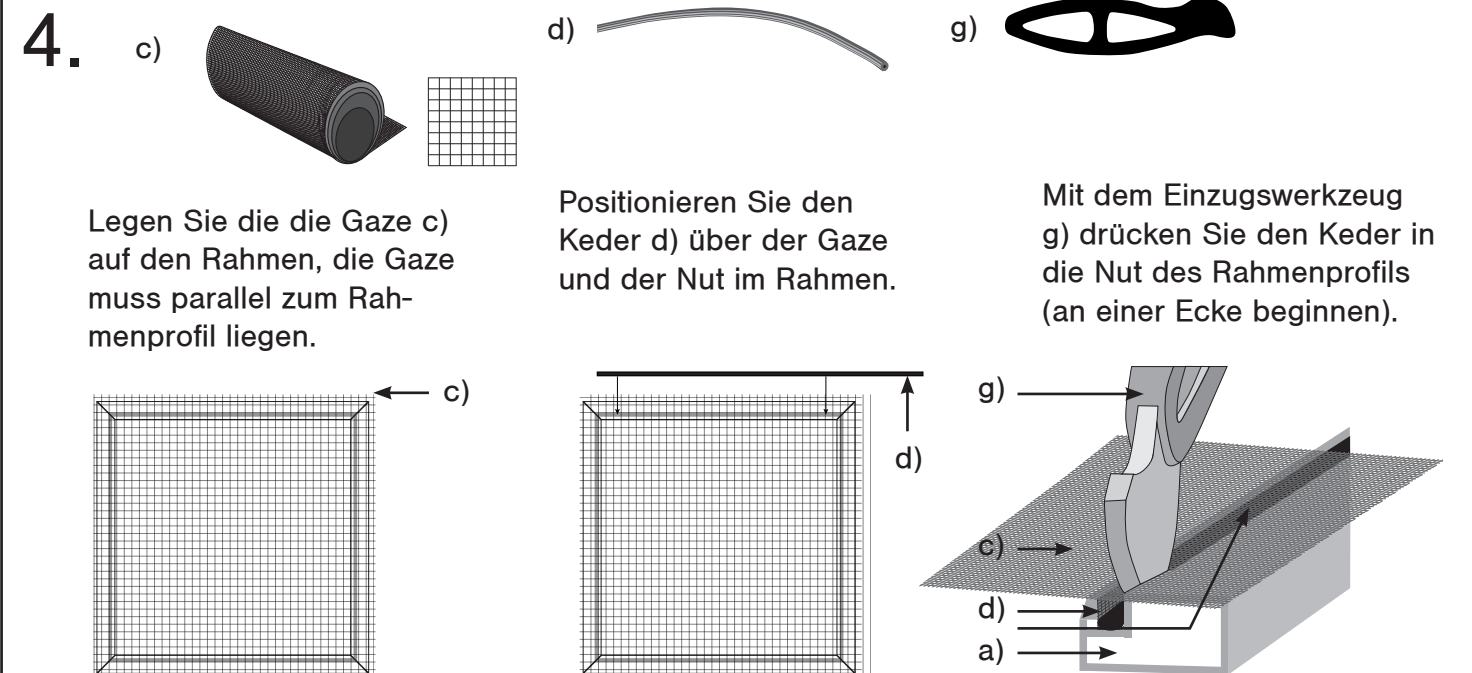 4.
c)
d)
g)
Legen Sie die die Gaze c)
auf den Rahmen, die Gaze
muss parallel zum Rah-
menprofil liegen.
Positionieren Sie den
Keder d) über der Gaze
und der Nut im Rahmen.
Mit dem Einzugswerkzeug
g) drücken Sie den Keder in
die Nut des Rahmenprofils
(an einer Ecke beginnen).
c)
d)
g)
c)
d)
a)